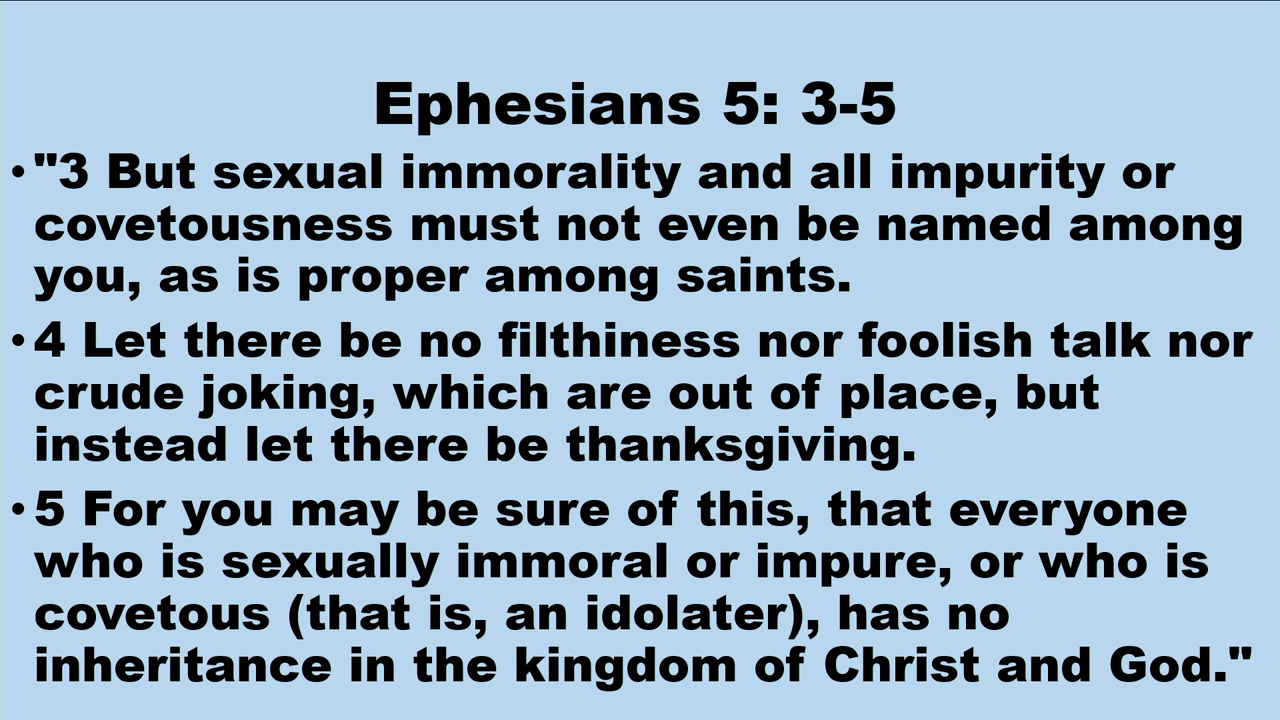 Ephesians 5: 3-5
• "3 But sexual immorality and all impurity or
covetousness must not even be named among
you, as is proper among saints.
• 4 Let there be no filthiness nor foolish talk nor
crude joking, which are out of place, but
instead let there be thanksgiving.
• 5 For you may be sure of this, that everyone
who is sexually immoral or impure, or who is
covetous (that is, an idolater), has no
inheritance in the kingdom of Christ and God."